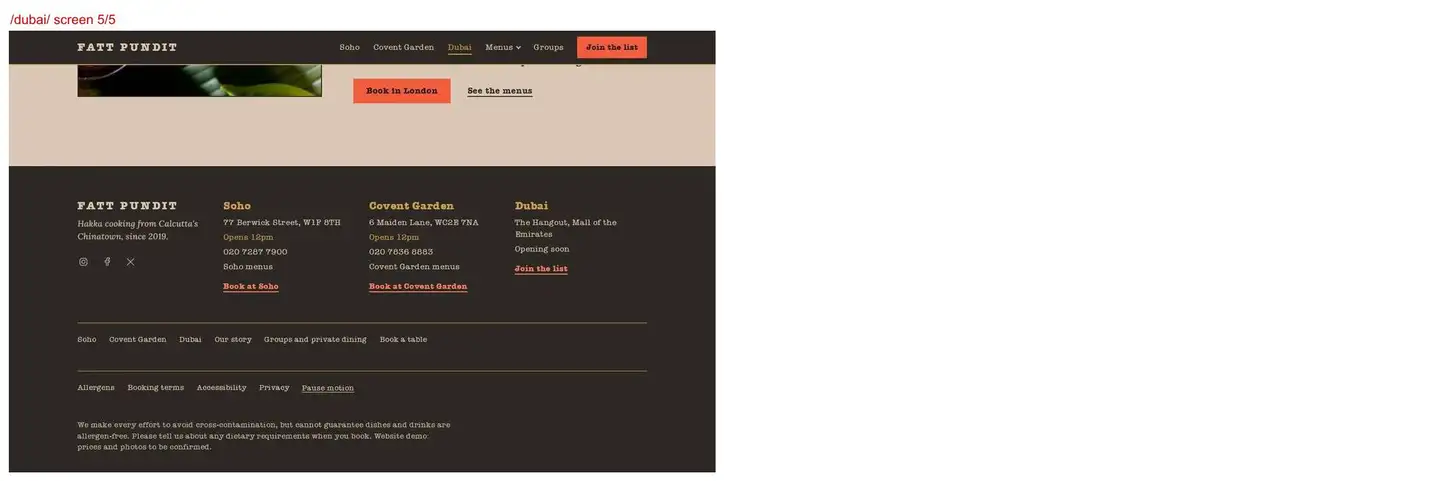 /dubai/ screen 5/5
FATT PUNDIT
Soho Covent Garden Dubai Menus Groups Join the list
Book in London See the menus
FATT PUNDIT
Hakka cooking from Calcutta's
Chinatown, since 2019.
Soho
77 Berwick Street, W1F 8TH
Opens 12pm
020 7287 7900
Soho menus
Book at Soho
Covent Garden
6 Maiden Lane, WC2E 7NA
Opens 12pm
020 7836 8883
Covent Garden menus
Book at Covent Garden
Dubai
The Hangout, Mall of the
Emirates
Opening soon
Join the list
Soho Covent Garden Dubai Our story Groups and private dining Book a table
Allergens Booking terms Accessibility Privacy Pause motion
We make every effort to avoid cross-contamination, but cannot guarantee dishes and drinks are
allergen-free. Please tell us about any dietary requirements when you book. Website demo:
prices and photos to be confirmed.